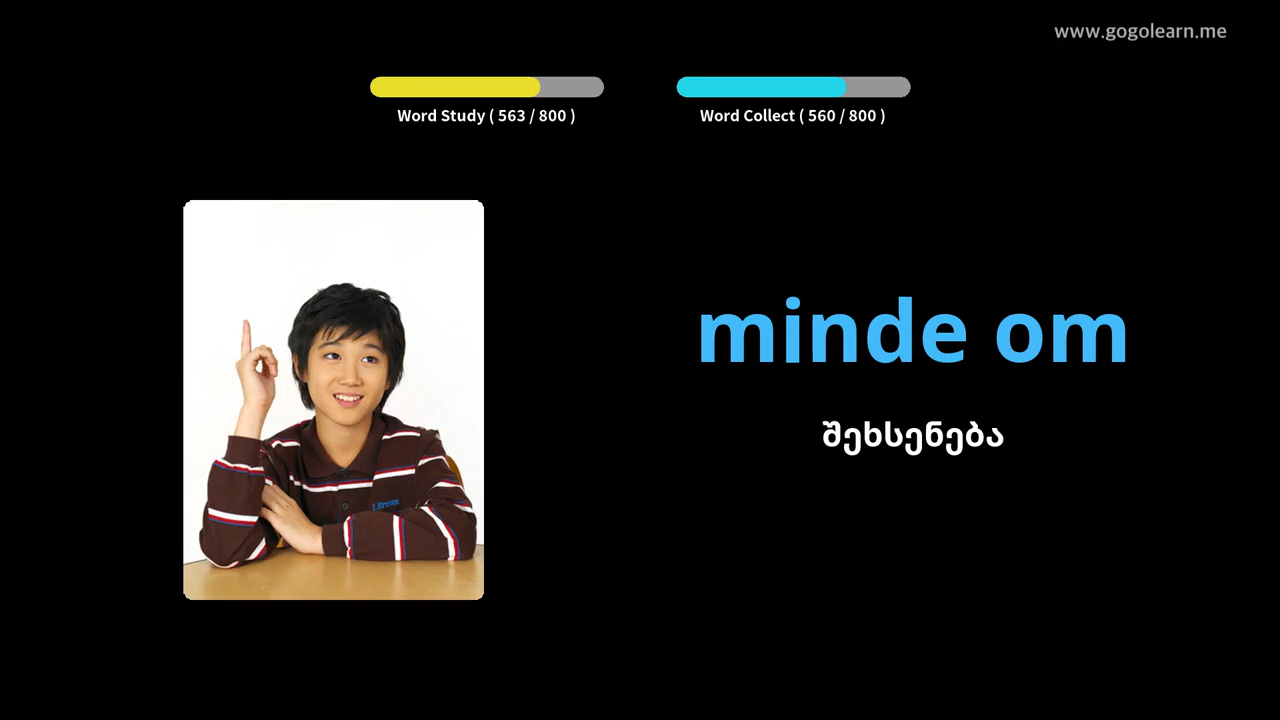 www.gogolearn.me
Word Study ( 563 / 800 )
Word Collect ( 560 / 800 )
minde om
შეხსენება